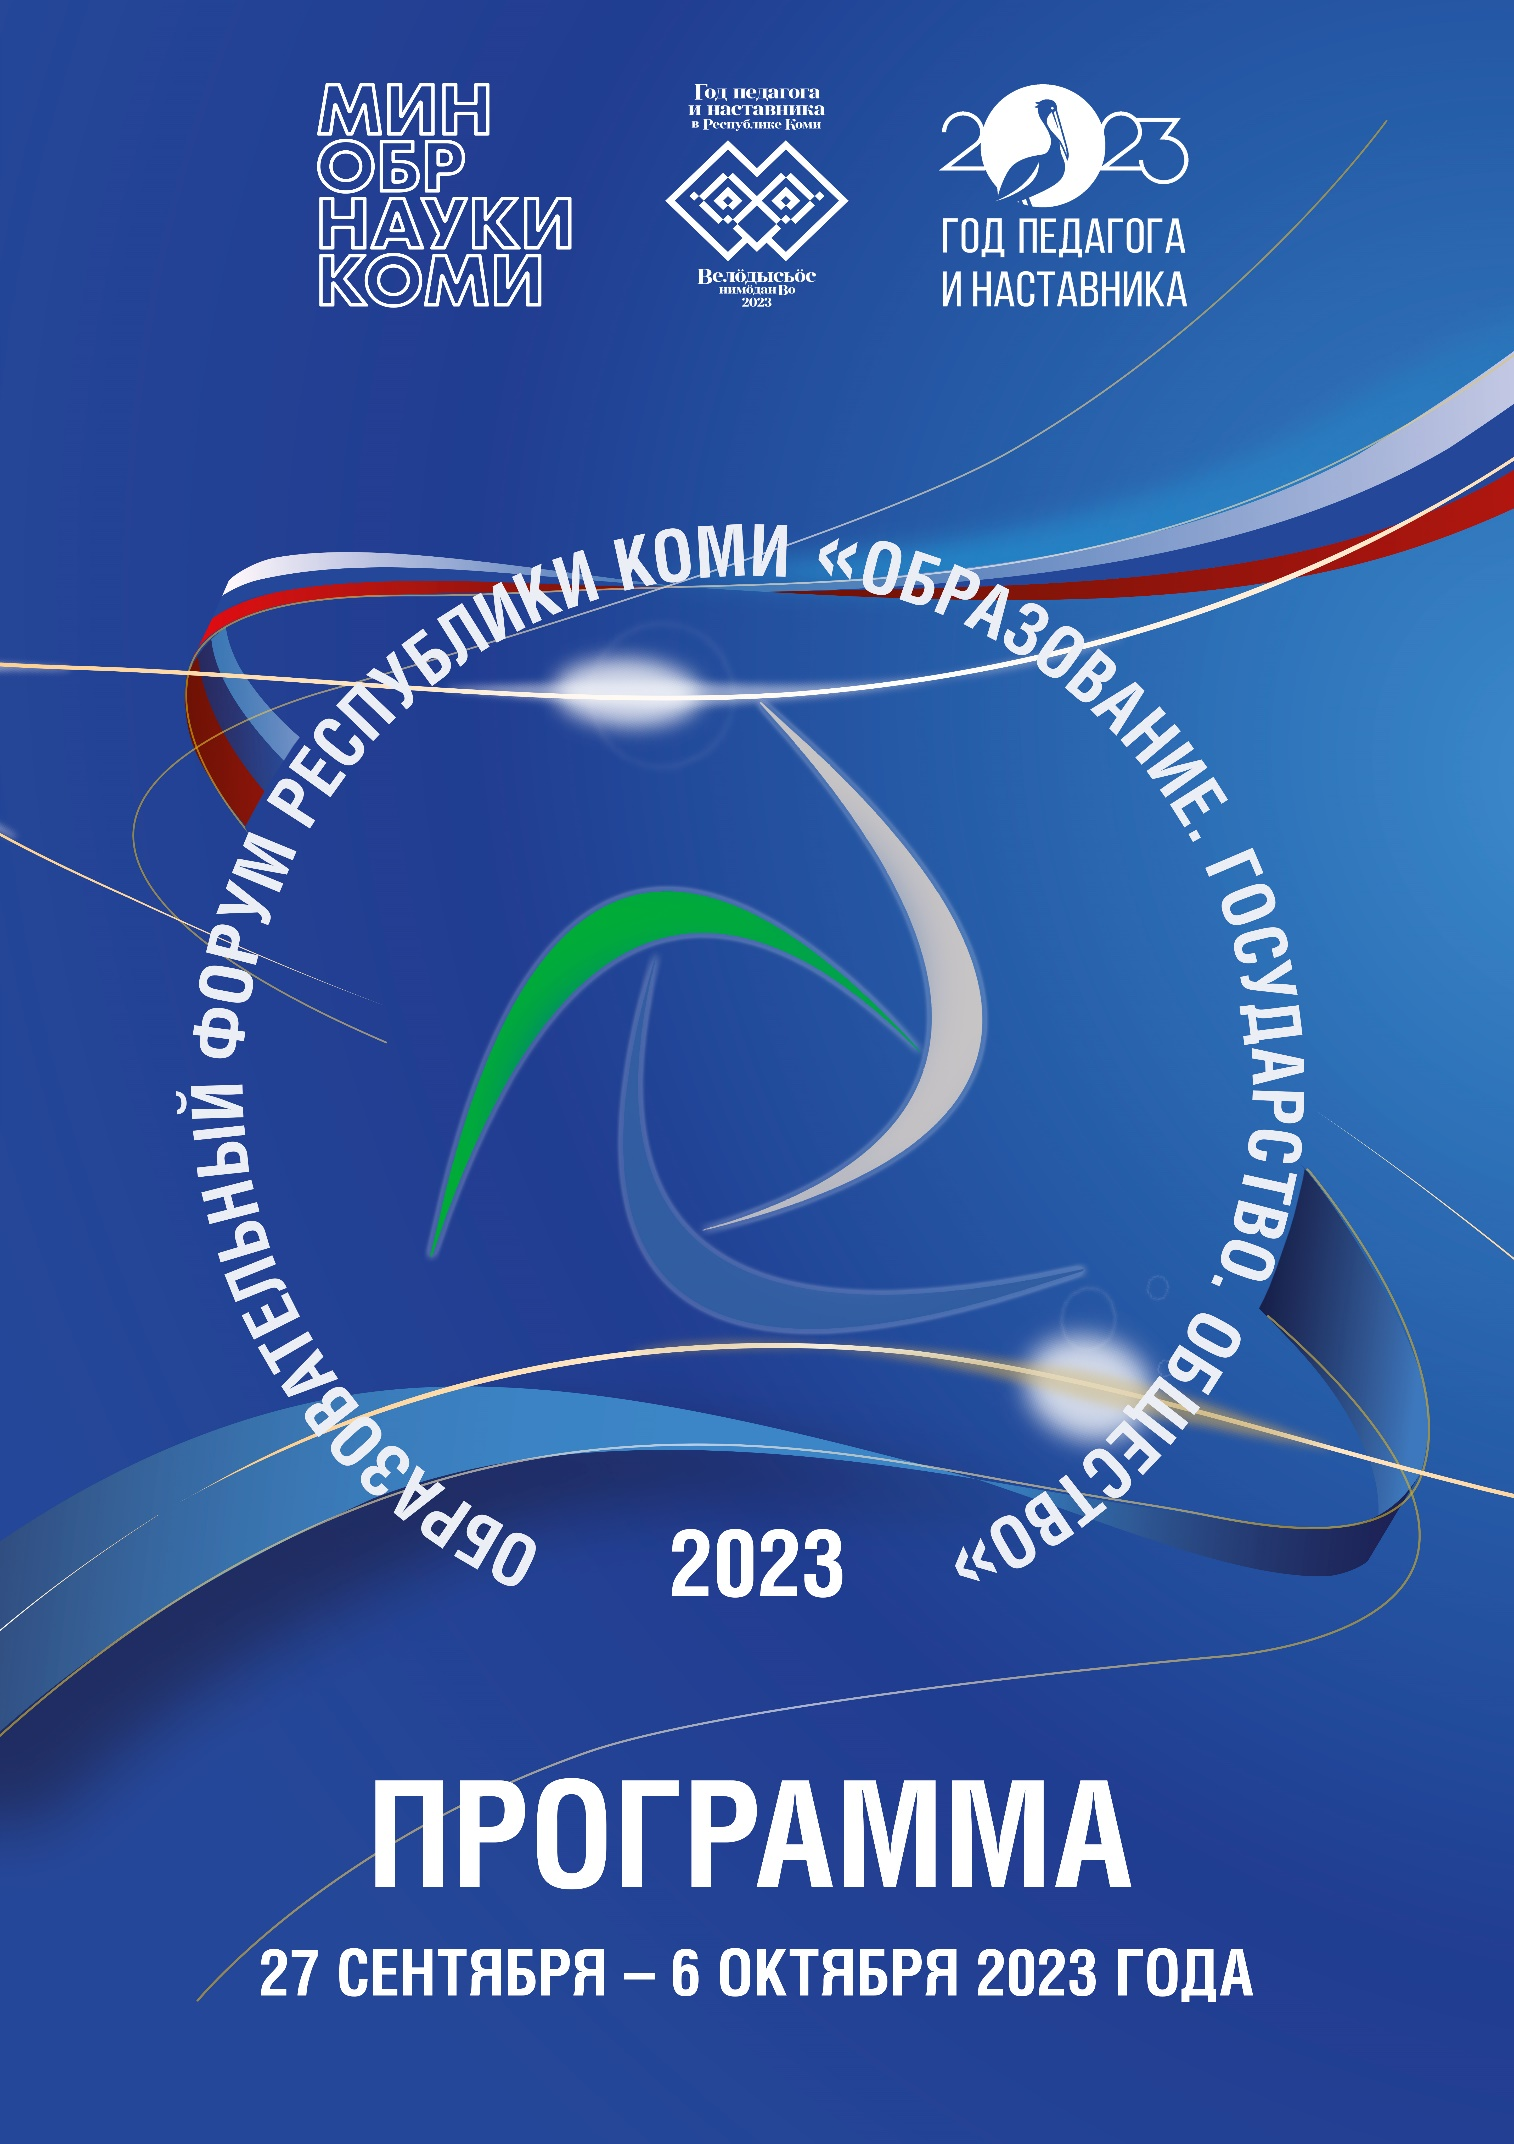 МИН
ОБР
НАУКИ
КОМИ
Год педагога
и наставника
в Республике Коми
Велӧдысьӧс
нимӧдан Во
2023
2023
ГОД ПЕДАГОГА
И НАСТАВНИКА
ОБРАЗОВАТЕЛЬНЫЙ ФОРУМ РЕСПУБЛИКИ КОМИ «ОБРАЗОВАНИЕ. ГОСУДАРСТВО. ОБЩЕСТВО»
2023
ПРОГРАММА
27 СЕНТЯБРЯ – 6 ОКТЯБРЯ 2023 ГОДА